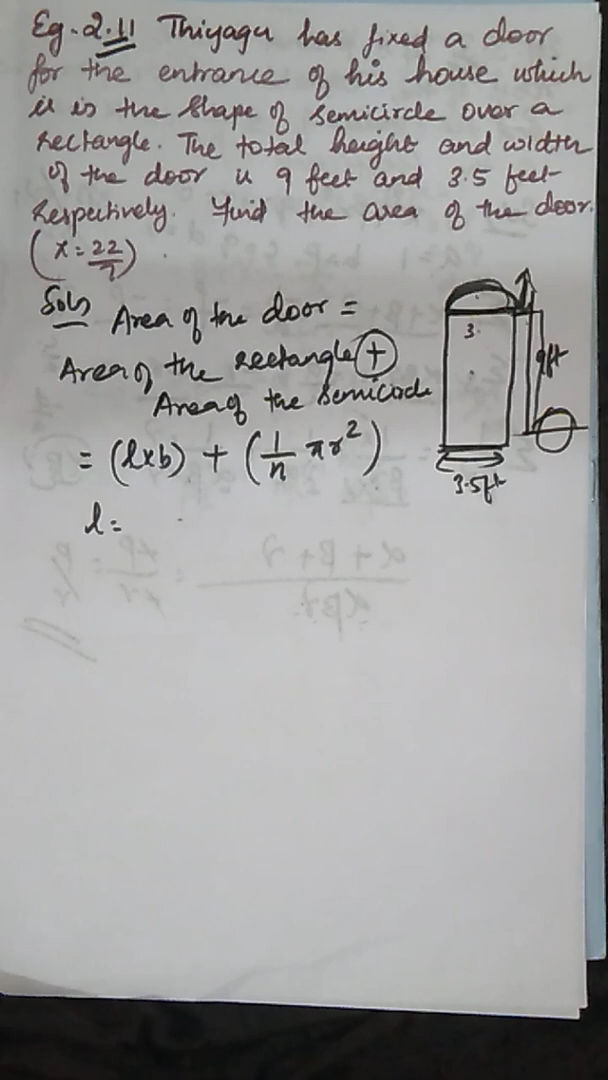 Eg-2.11 Thiyagu has fixed a door
for the entrance of his house which
is in the shape of semicircle over a
rectangle. The total height and width
of the door is 9 feet and 3.5 feet
respectively. Find the area of the door.
(π = 22/7)
Soln Area of the door =
Area of the rectangle +
Area of the semicircle
= (l×b) + (1/n πr²)
l =
3.
9ft
3.5ft